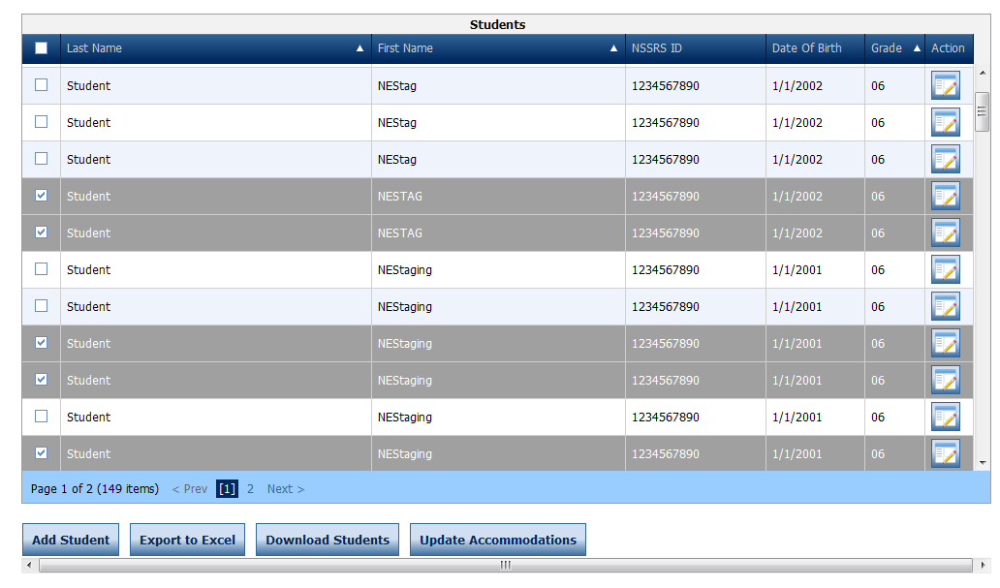 Students
Last Name ▲ First Name ▲ NSSRS ID Date Of Birth Grade ▲ Action
Student NEStag 1234567890 1/1/2002 06
Student NEStag 1234567890 1/1/2002 06
Student NEStag 1234567890 1/1/2002 06
Student NESTAG 1234567890 1/1/2002 06
Student NESTAG 1234567890 1/1/2002 06
Student NEStaging 1234567890 1/1/2001 06
Student NEStaging 1234567890 1/1/2001 06
Student NEStaging 1234567890 1/1/2001 06
Student NEStaging 1234567890 1/1/2001 06
Student NEStaging 1234567890 1/1/2001 06
Student NEStaging 1234567890 1/1/2001 06
Page 1 of 2 (149 items) < Prev [1] 2 Next >
Add Student Export to Excel Download Students Update Accommodations